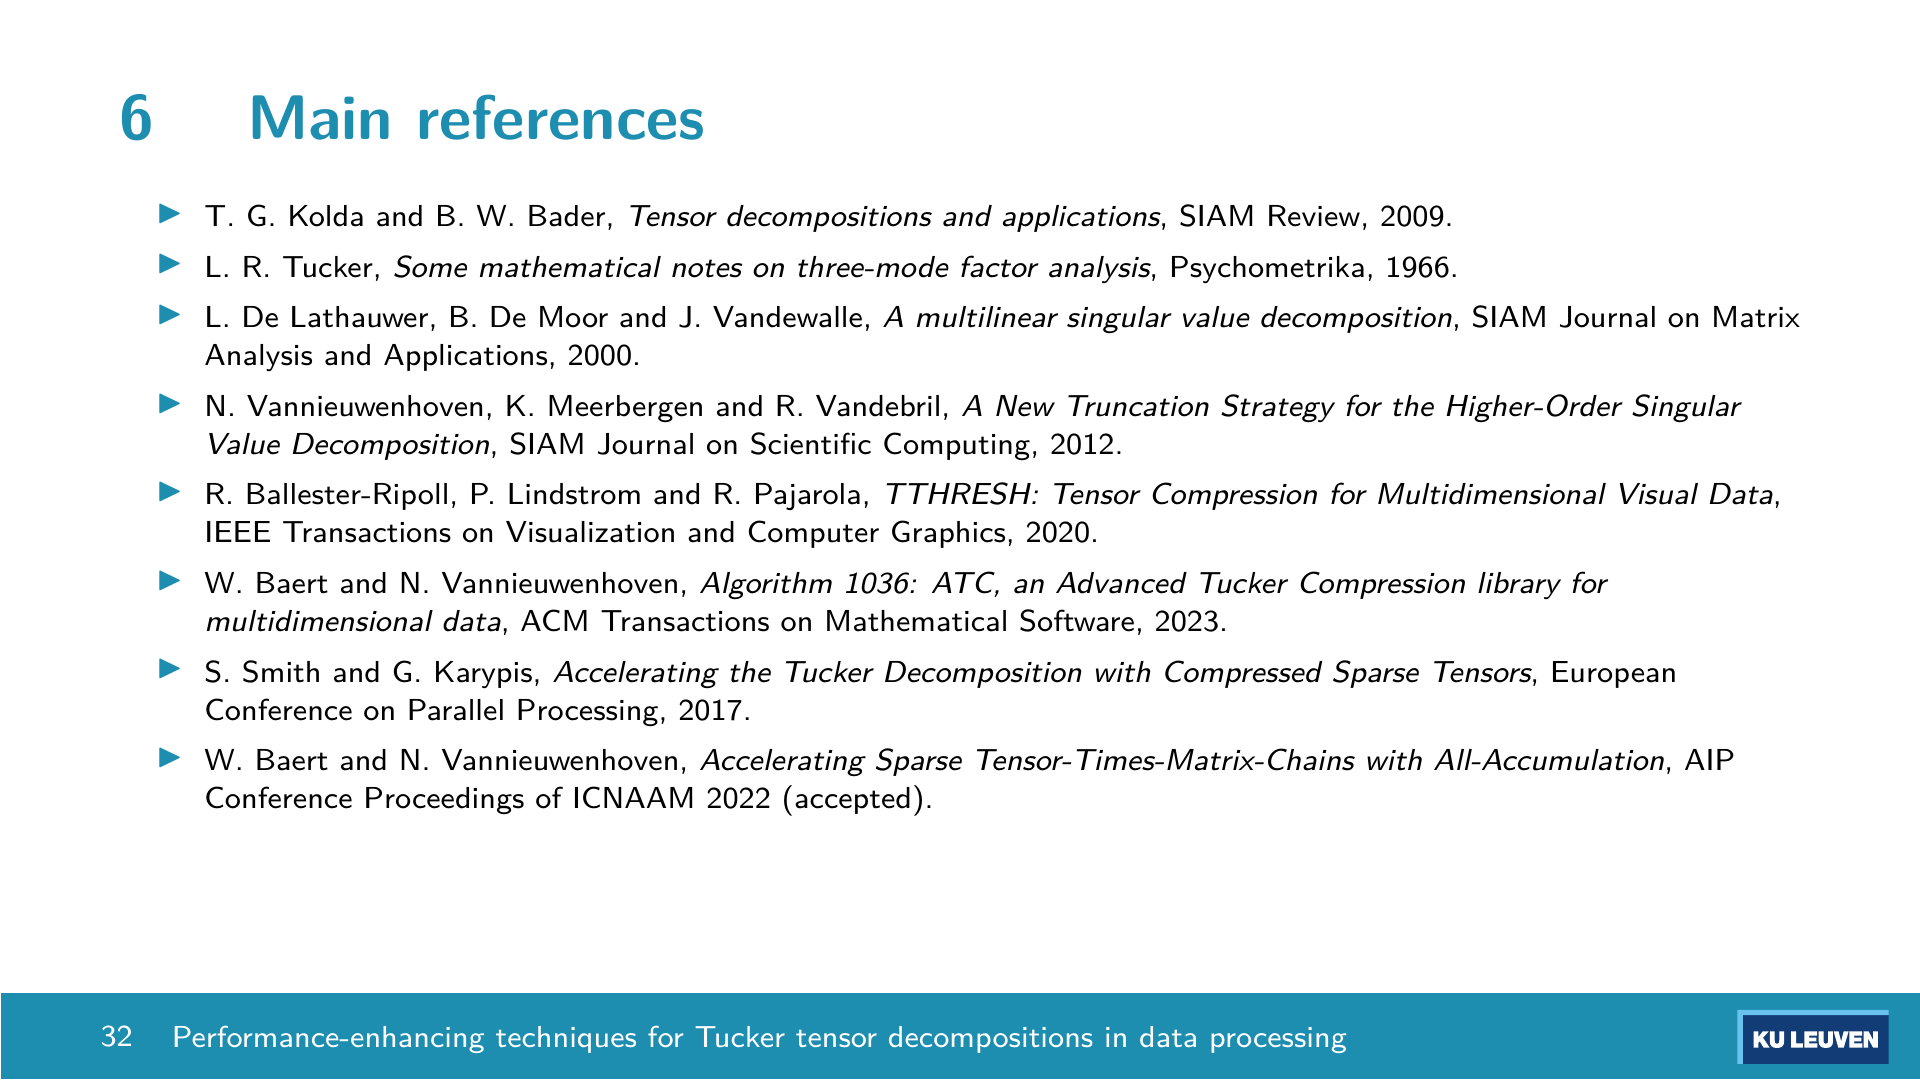 6 Main references
T. G. Kolda and B. W. Bader, Tensor decompositions and applications, SIAM Review, 2009.
L. R. Tucker, Some mathematical notes on three-mode factor analysis, Psychometrika, 1966.
L. De Lathauwer, B. De Moor and J. Vandewalle, A multilinear singular value decomposition, SIAM Journal on Matrix
Analysis and Applications, 2000.
N. Vannieuwenhoven, K. Meerbergen and R. Vandebril, A New Truncation Strategy for the Higher-Order Singular
Value Decomposition, SIAM Journal on Scientific Computing, 2012.
R. Ballester-Ripoll, P. Lindstrom and R. Pajarola, TTHRESH: Tensor Compression for Multidimensional Visual Data,
IEEE Transactions on Visualization and Computer Graphics, 2020.
W. Baert and N. Vannieuwenhoven, Algorithm 1036: ATC, an Advanced Tucker Compression library for
multidimensional data, ACM Transactions on Mathematical Software, 2023.
S. Smith and G. Karypis, Accelerating the Tucker Decomposition with Compressed Sparse Tensors, European
Conference on Parallel Processing, 2017.
W. Baert and N. Vannieuwenhoven, Accelerating Sparse Tensor-Times-Matrix-Chains with All-Accumulation, AIP
Conference Proceedings of ICNAAM 2022 (accepted).
32 Performance-enhancing techniques for Tucker tensor decompositions in data processing
KU LEUVEN